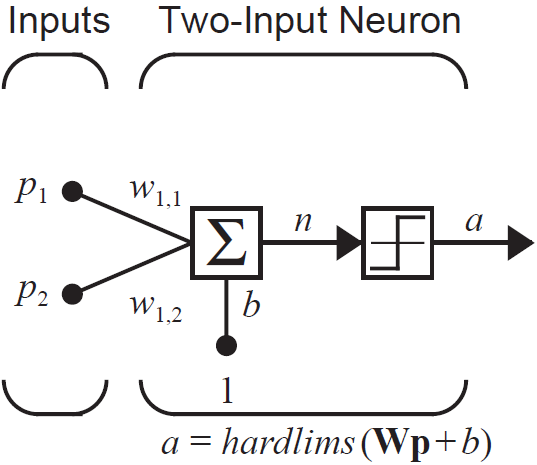 Inputs Two-Input Neuron
p1 w1,1
Σ n a
p2 w1,2 b
1
a = hardlims(Wp+b)